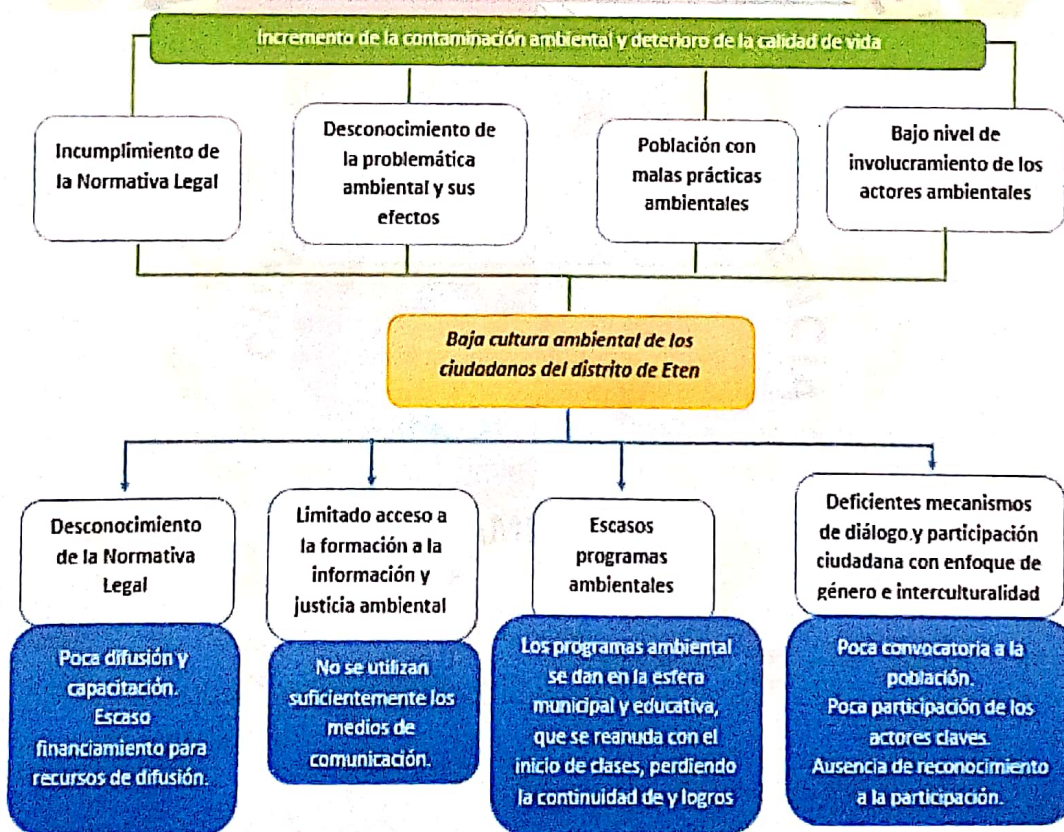 Incremento de la contaminación ambiental y deterioro de la calidad de vida
Incumplimiento de
la Normativa Legal
Desconocimiento de
la problemática
ambiental y sus
efectos
Población con
malas prácticas
ambientales
Bajo nivel de
involucramiento de los
actores ambientales
Baja cultura ambiental de los
ciudadanos del distrito de Eten
Desconocimiento
de la Normativa
Legal
Poca difusión y
capacitación.
Escaso
financiamiento para
recursos de difusión.
Limitado acceso a
la formación a la
información y
justicia ambiental
No se utilizan
suficientemente los
medios de
comunicación.
Escasos
programas
ambientales
Los programas ambiental
se dan en la esfera
municipal y educativa,
que se reanuda con el
inicio de clases, perdiendo
la continuidad de y logros
Deficientes mecanismos
de diálogo y participación
ciudadana con enfoque de
género e interculturalidad
Poca convocatoria a la
población.
Poca participación de los
actores claves.
Ausencia de reconocimiento
a la participación.